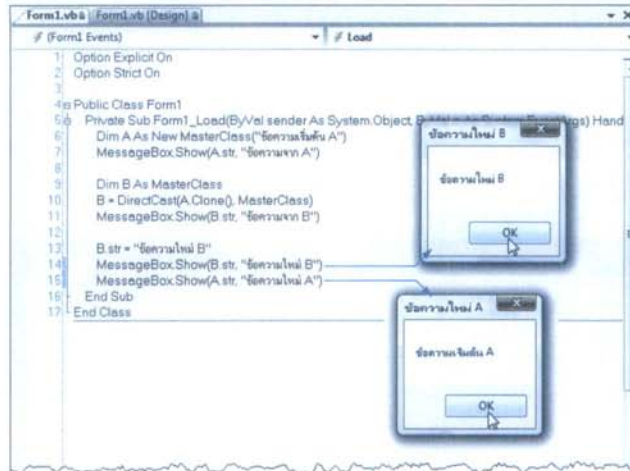 Form1.vb Form1.vb [Design]
(Form1 Events) Load
1 Option Explicit On
2 Option Strict On
3
4 Public Class Form1
5 Private Sub Form1_Load(ByVal sender As System.Object, Args) Hand
6 Dim A As New MasterClass("ข้อความเริ่มต้น A")
7 MessageBox.Show(A.str, "ข้อความจาก A")
8
9 Dim B As MasterClass
10 B = DirectCast(A.Clone(), MasterClass)
11 MessageBox.Show(B.str, "ข้อความจาก B")
12
13 B.str = "ข้อความใหม่ B"
14 MessageBox.Show(B.str, "ข้อความใหม่ B")
15 MessageBox.Show(A.str, "ข้อความใหม่ A")
16 End Sub
17 End Class
ข้อความใหม่ B
ข้อความใหม่ B
OK
ข้อความใหม่ A
ข้อความเริ่มต้น A
OK